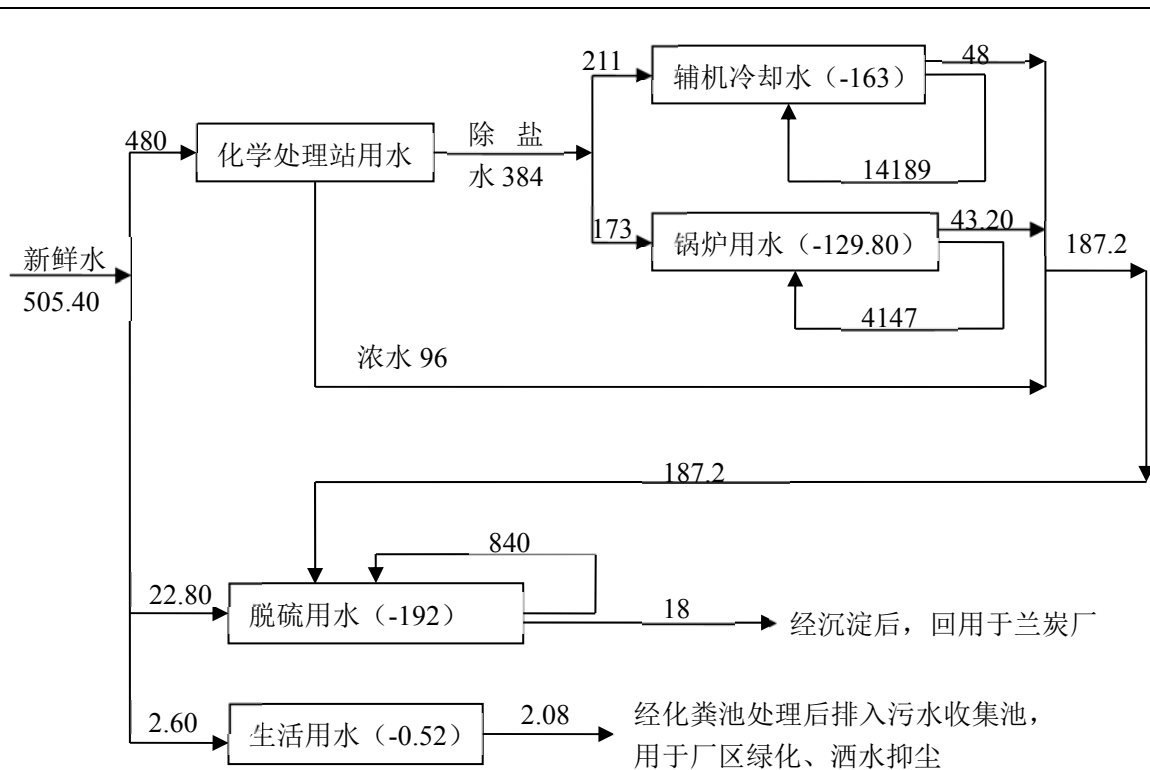 211
辅机冷却水（-163）
48
14189
480
化学处理站用水
除 盐
水 384
173
锅炉用水（-129.80）
43.20
4147
187.2
新鲜水
505.40
浓水 96
187.2
840
22.80
脱硫用水（-192）
18
经沉淀后，回用于兰炭厂
2.60
生活用水（-0.52）
2.08
经化粪池处理后排入污水收集池，
用于厂区绿化、洒水抑尘